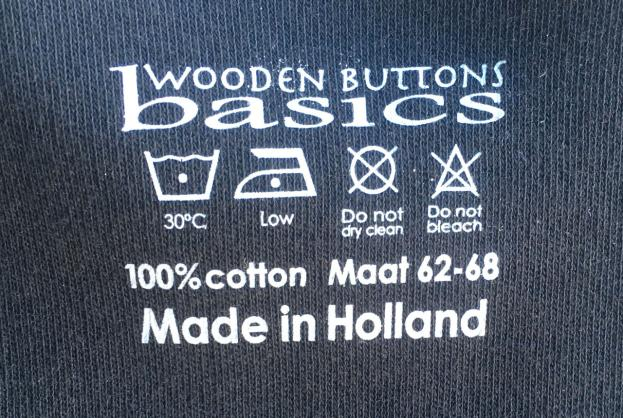 WOODEN BUTTONS
basics
30°C Low Do not dry clean Do not bleach
100% cotton Maat 62-68
Made in Holland